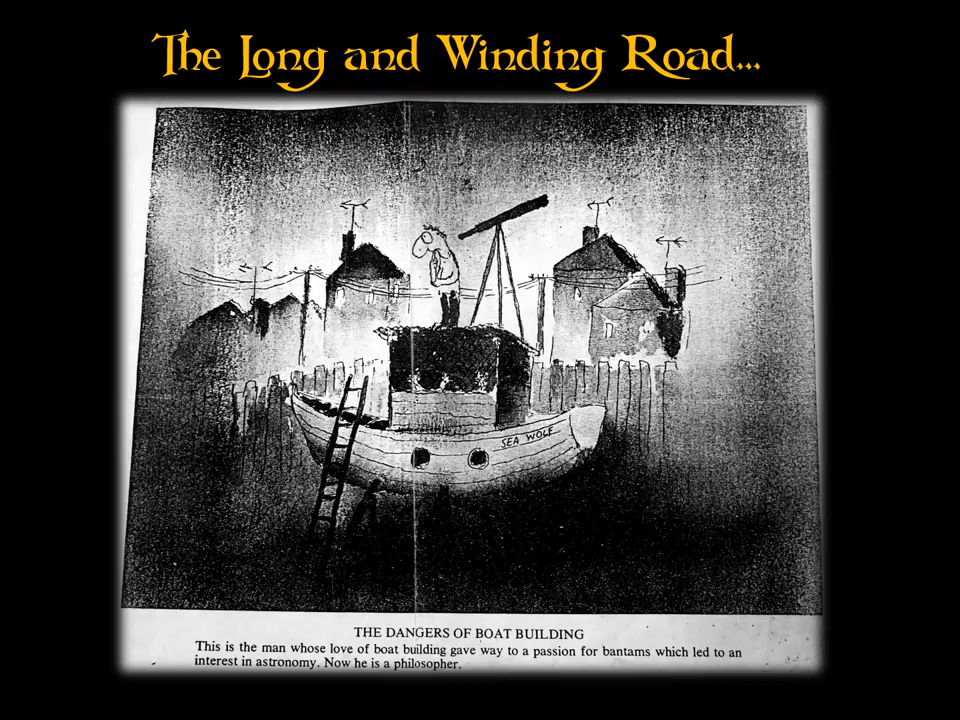 The Long and Winding Road...
SEA WOLF
THE DANGERS OF BOAT BUILDING
This is the man whose love of boat building gave way to a passion for bantams which led to an
interest in astronomy. Now he is a philosopher.